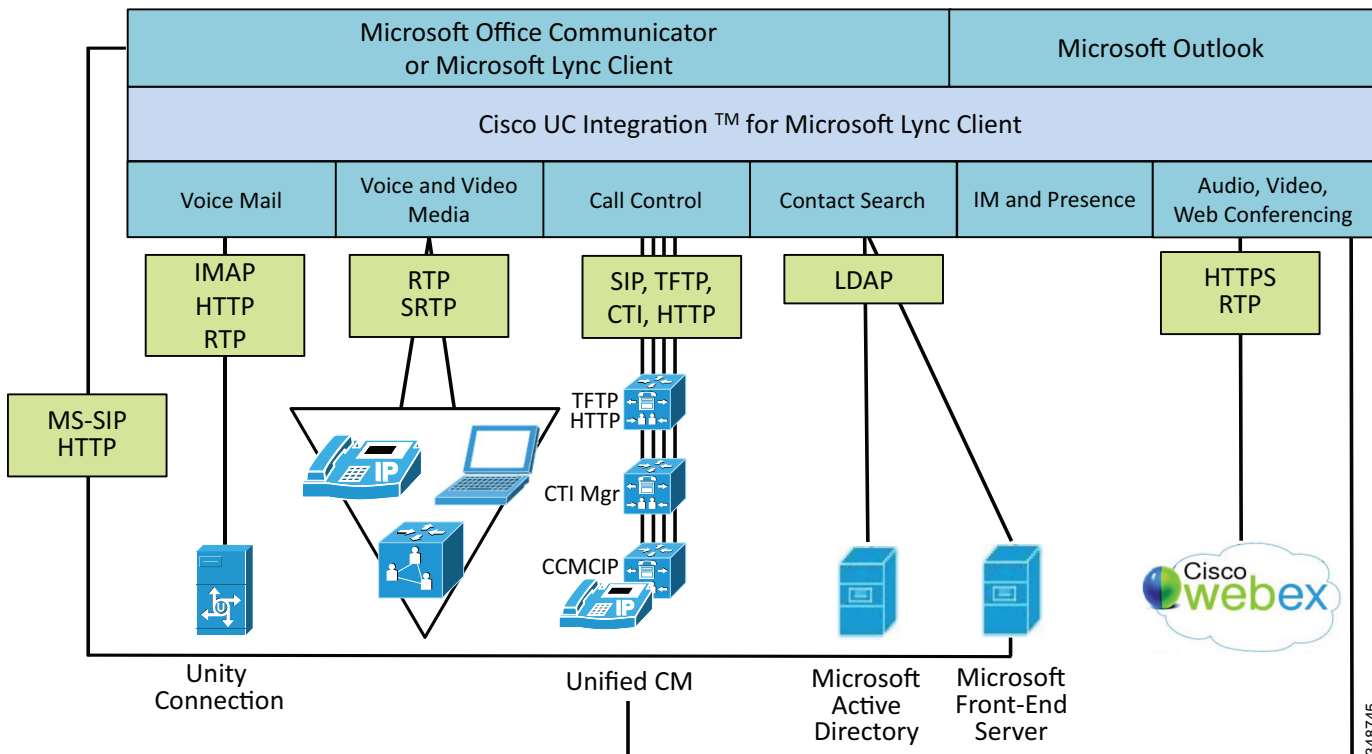 Microsoft Office Communicator
or Microsoft Lync Client
Microsoft Outlook
Cisco UC Integration TM for Microsoft Lync Client
Voice Mail
Voice and Video
Media
Call Control
Contact Search
IM and Presence
Audio, Video,
Web Conferencing
IMAP
HTTP
RTP
RTP
SRTP
SIP, TFTP,
CTI, HTTP
LDAP
HTTPS
RTP
MS-SIP
HTTP
TFTP
HTTP
IP
CTI Mgr
CCMCIP
IP
U
Cisco
webex
Unity
Connection
Unified CM
Microsoft
Active
Directory
Microsoft
Front-End
Server
348745